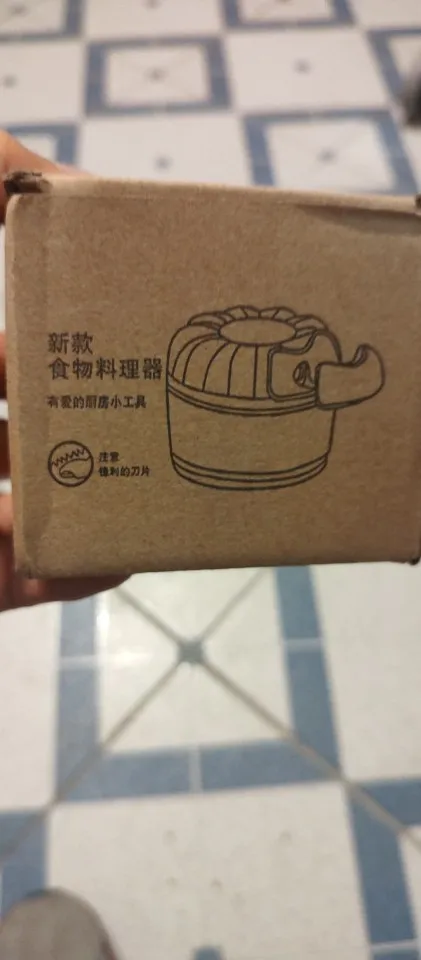 新款
食物料理器
有爱的厨房小工具
注意
锋利的刀片